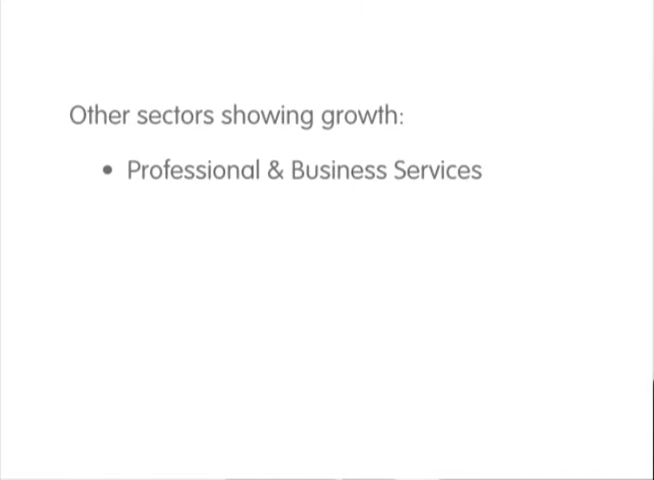 Other sectors showing growth:
• Professional & Business Services